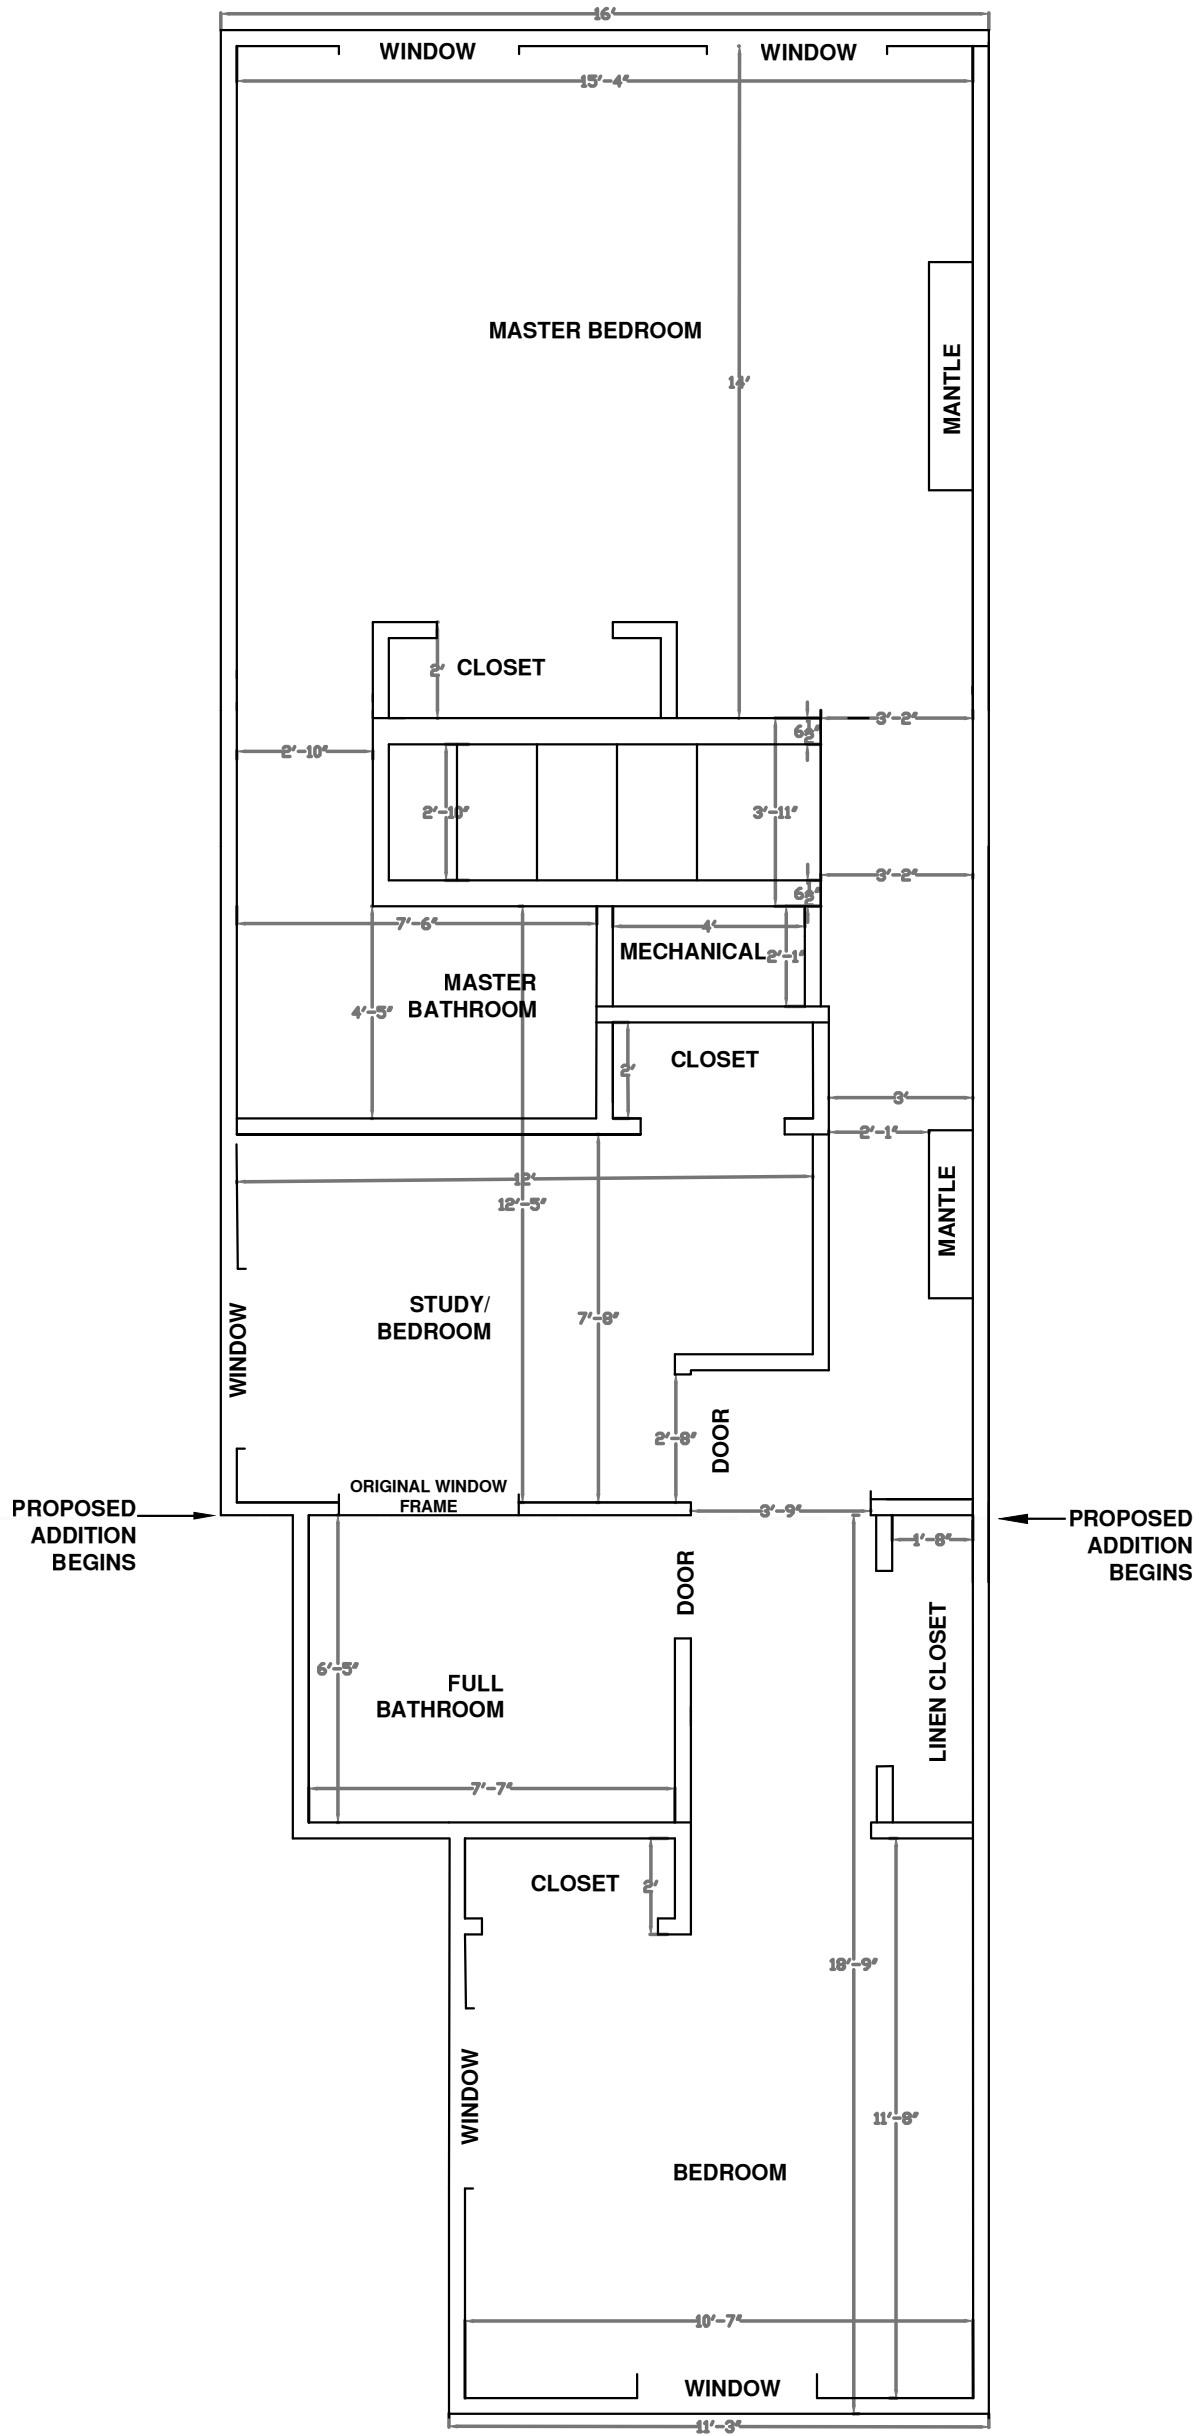 16'
WINDOW
WINDOW
15'-4"
MASTER BEDROOM
14'
MANTLE
2'
CLOSET
3'-2"
2'-10"
2'-10"
3'-11"
3'-2"
7'-6"
4'
MECHANICAL
2'-1"
MASTER
BATHROOM
4'-5"
CLOSET
2'
3'
2'-1"
12'
12'-5"
MANTLE
STUDY/
BEDROOM
7'-8"
WINDOW
2'-8"
DOOR
ORIGINAL WINDOW
FRAME
PROPOSED
ADDITION
BEGINS
3'-9"
PROPOSED
ADDITION
BEGINS
1'-8"
DOOR
LINEN CLOSET
6'-5"
FULL
BATHROOM
7'-7"
CLOSET
2'
18'-9"
WINDOW
11'-8"
BEDROOM
10'-7"
WINDOW
11'-3"